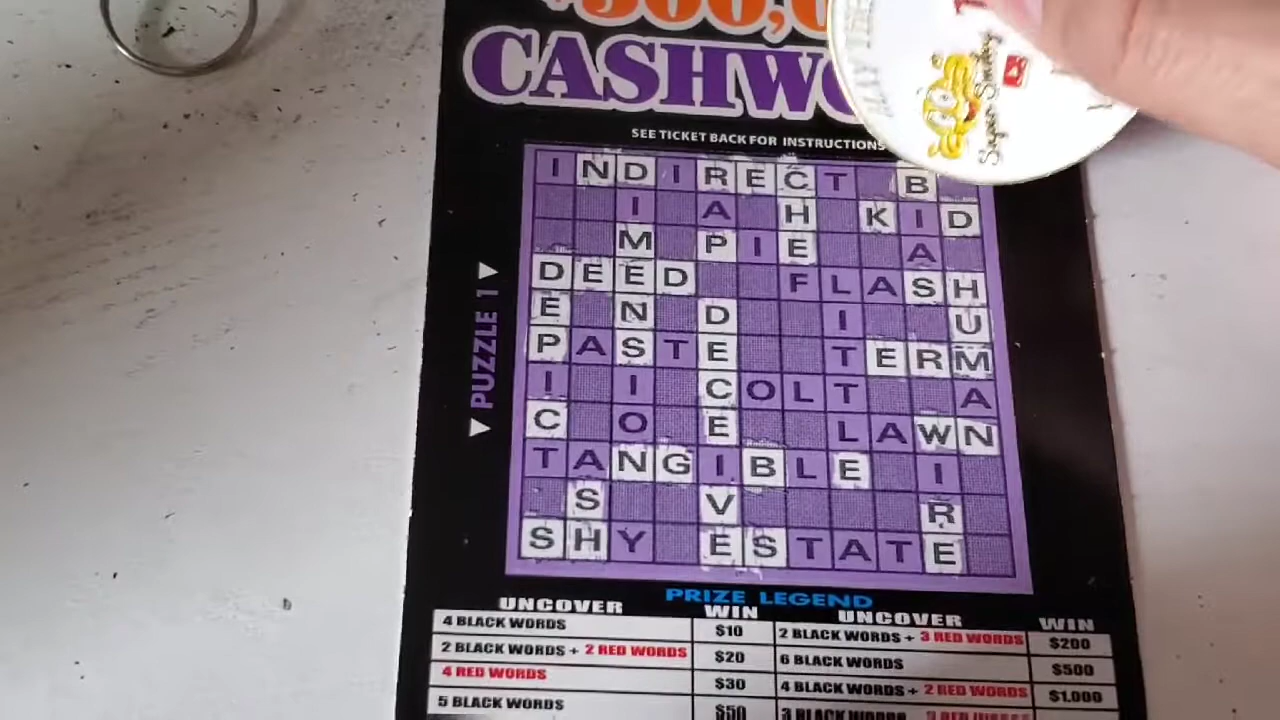 CASHW
SEE TICKET BACK FOR INSTRUCTIONS
Super Smiley
▼ PUZZLE 1 ▼
INDIRECT B
I A H KID
M PIE A
DEED FLASH
E N D I U
PASTE TERM
I I COLT A
C O E LAWN
TANGIBLE I
S V R
SHY ESTATE
PRIZE LEGEND
UNCOVER WIN UNCOVER WIN
4 BLACK WORDS $10 2 BLACK WORDS + 3 RED WORDS $200
2 BLACK WORDS + 2 RED WORDS $20 6 BLACK WORDS $500
4 RED WORDS $30 4 BLACK WORDS + 2 RED WORDS $1,000
5 BLACK WORDS $50